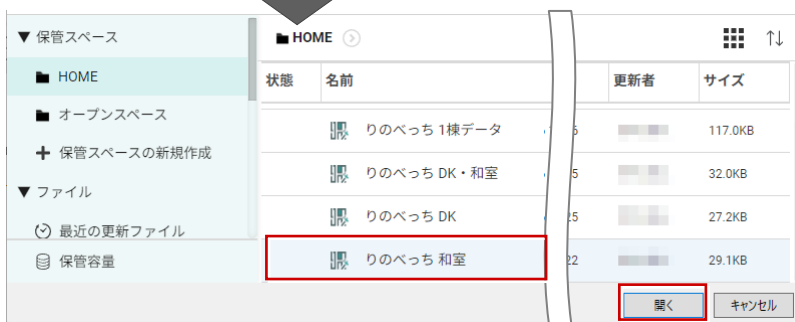 ▼ 保管スペース
HOME
オープンスペース
+ 保管スペースの新規作成
▼ ファイル
最近の更新ファイル
保管容量
HOME
状態 名前 更新者 サイズ
りのべっち 1棟データ 6 117.0KB
りのべっち DK・和室 5 32.0KB
りのべっち DK 25 27.2KB
りのべっち 和室 22 29.1KB
開く キャンセル